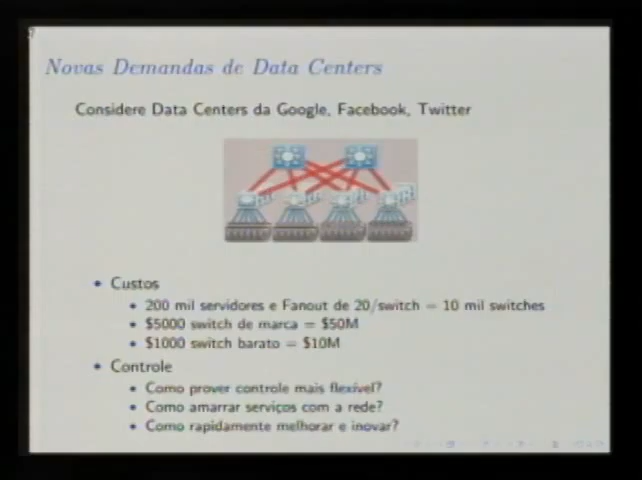 Novas Demandas de Data Centers
Considere Data Centers da Google, Facebook, Twitter
Custos
200 mil servidores e Fanout de 20/switch = 10 mil switches
$5000 switch de marca = $50M
$1000 switch barato = $10M
Controle
Como prover controle mais flexível?
Como amarrar serviços com a rede?
Como rapidamente melhorar e inovar?